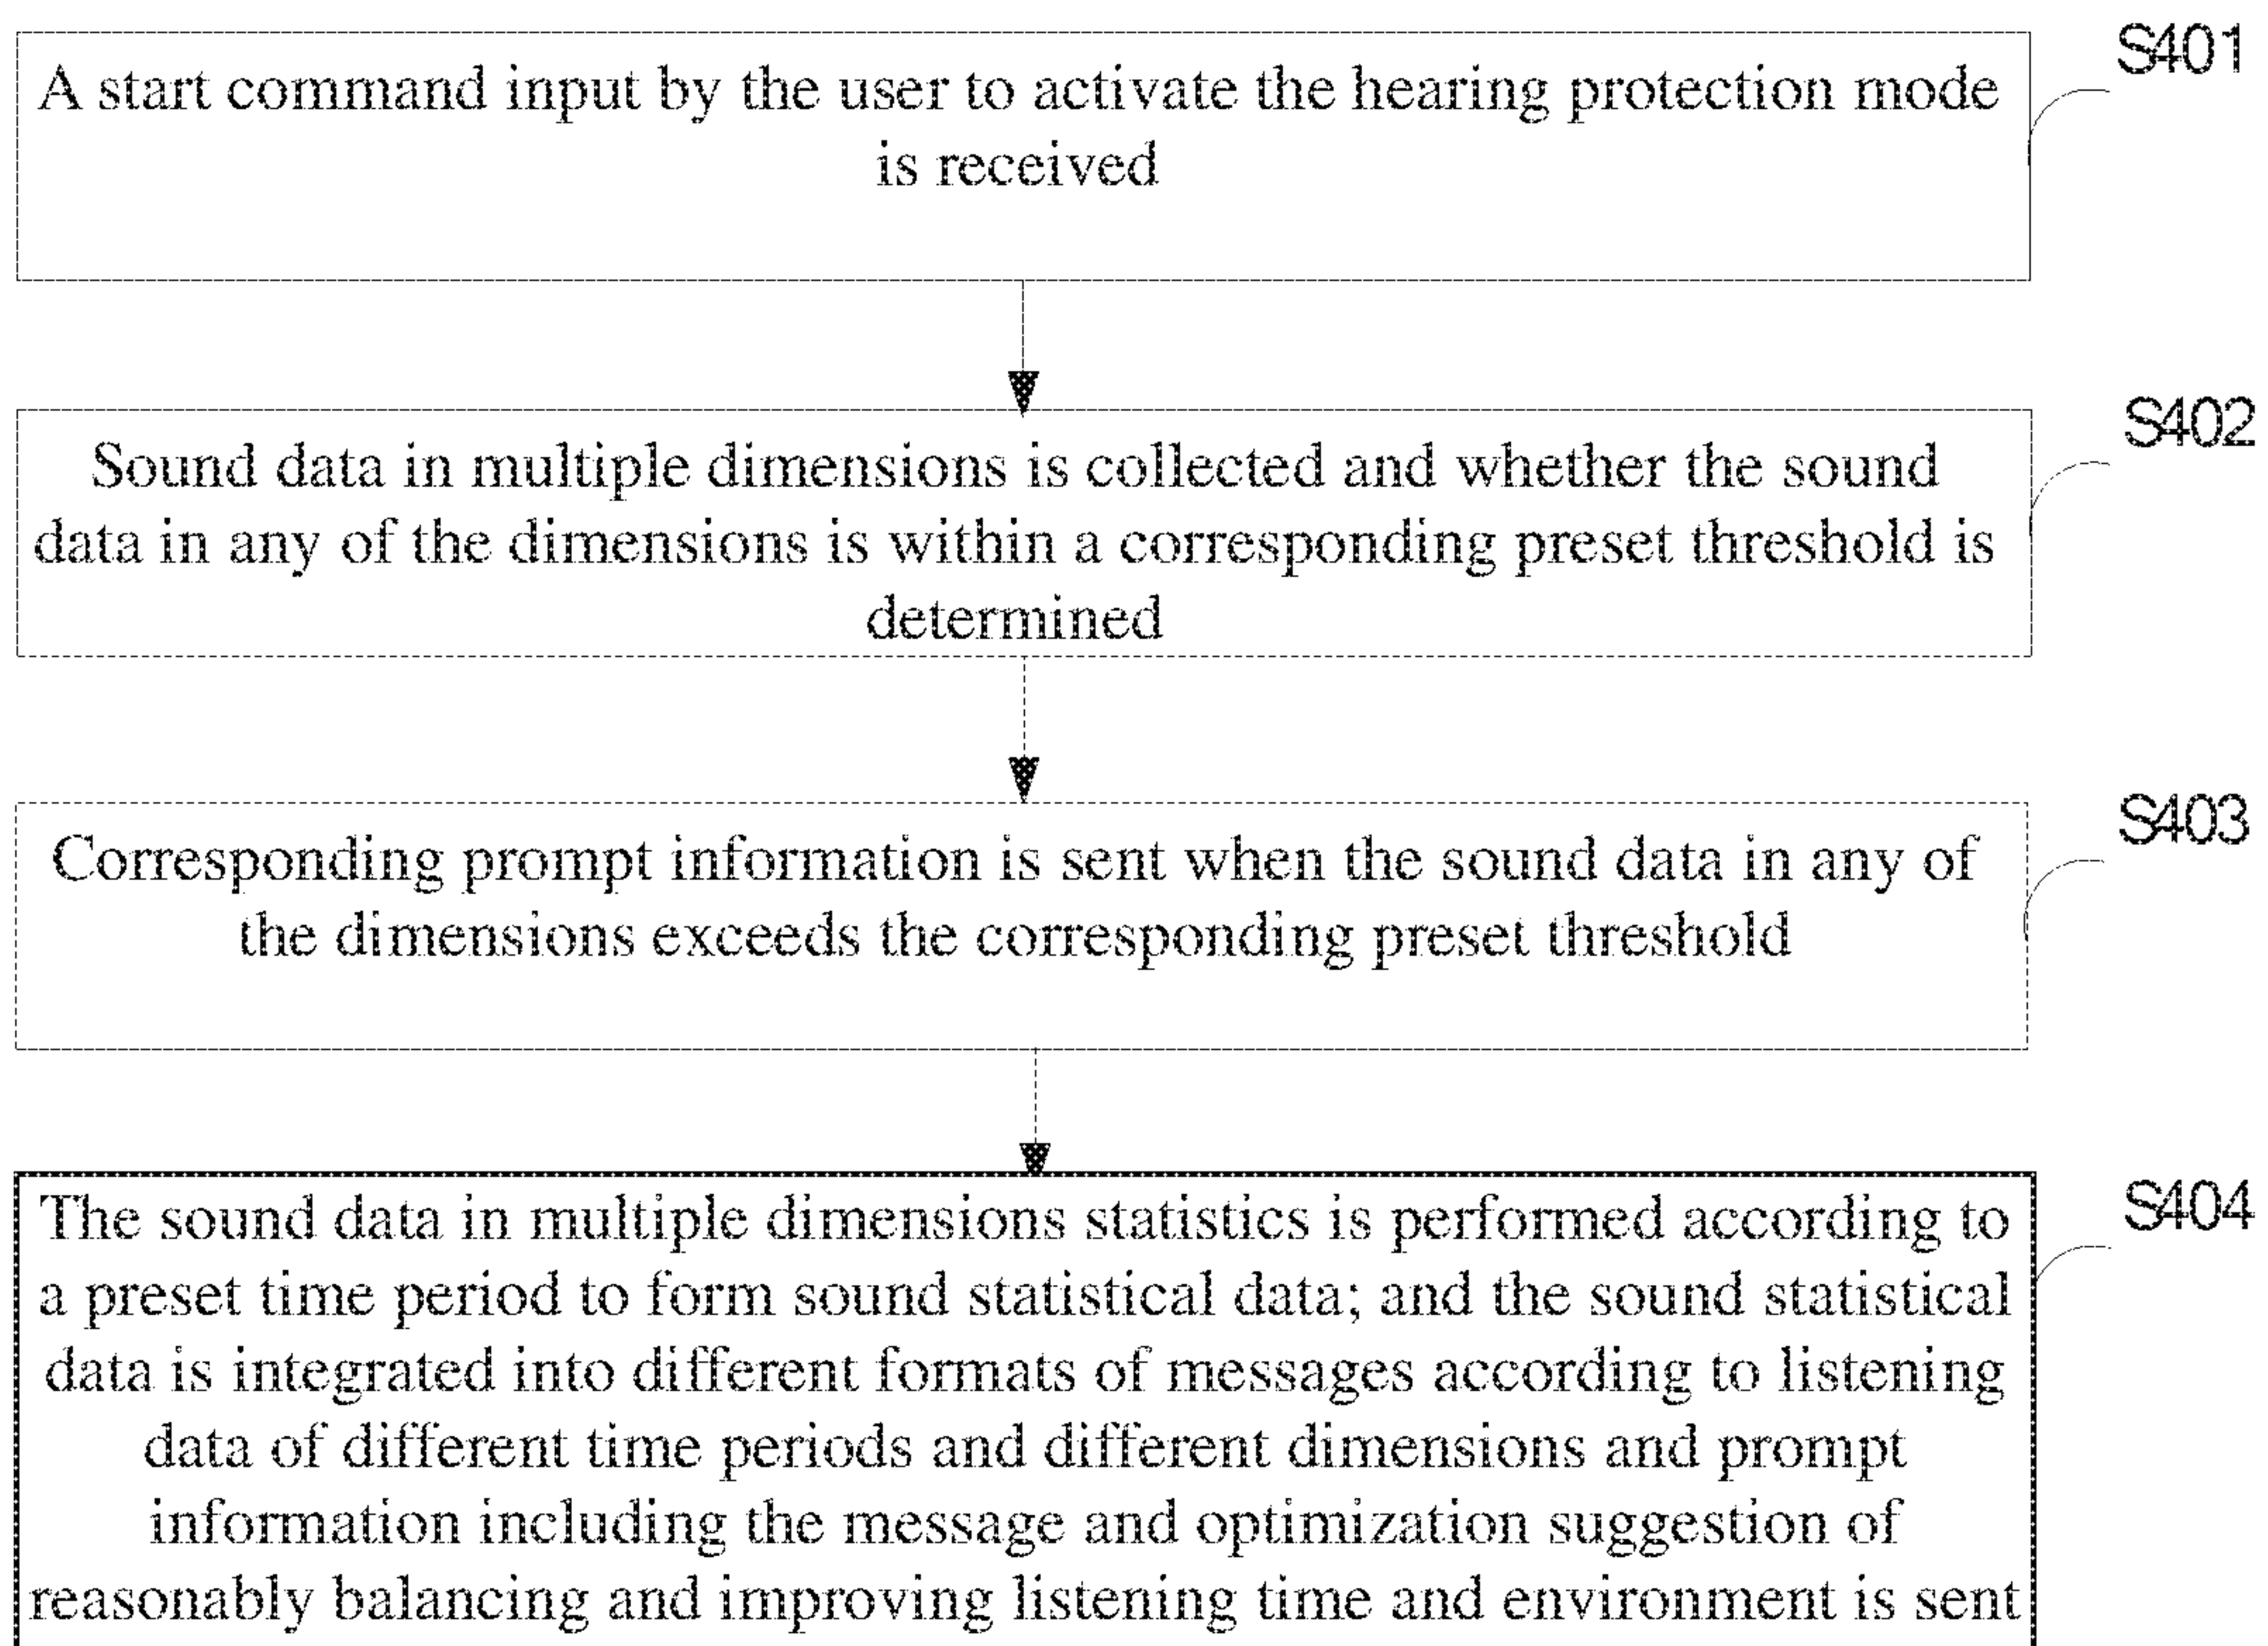 S401
A start command input by the user to activate the hearing protection mode
is received
S402
Sound data in multiple dimensions is collected and whether the sound
data in any of the dimensions is within a corresponding preset threshold is
determined
S403
Corresponding prompt information is sent when the sound data in any of
the dimensions exceeds the corresponding preset threshold
S404
The sound data in multiple dimensions statistics is performed according to
a preset time period to form sound statistical data; and the sound statistical
data is integrated into different formats of messages according to listening
data of different time periods and different dimensions and prompt
information including the message and optimization suggestion of
reasonably balancing and improving listening time and environment is sent